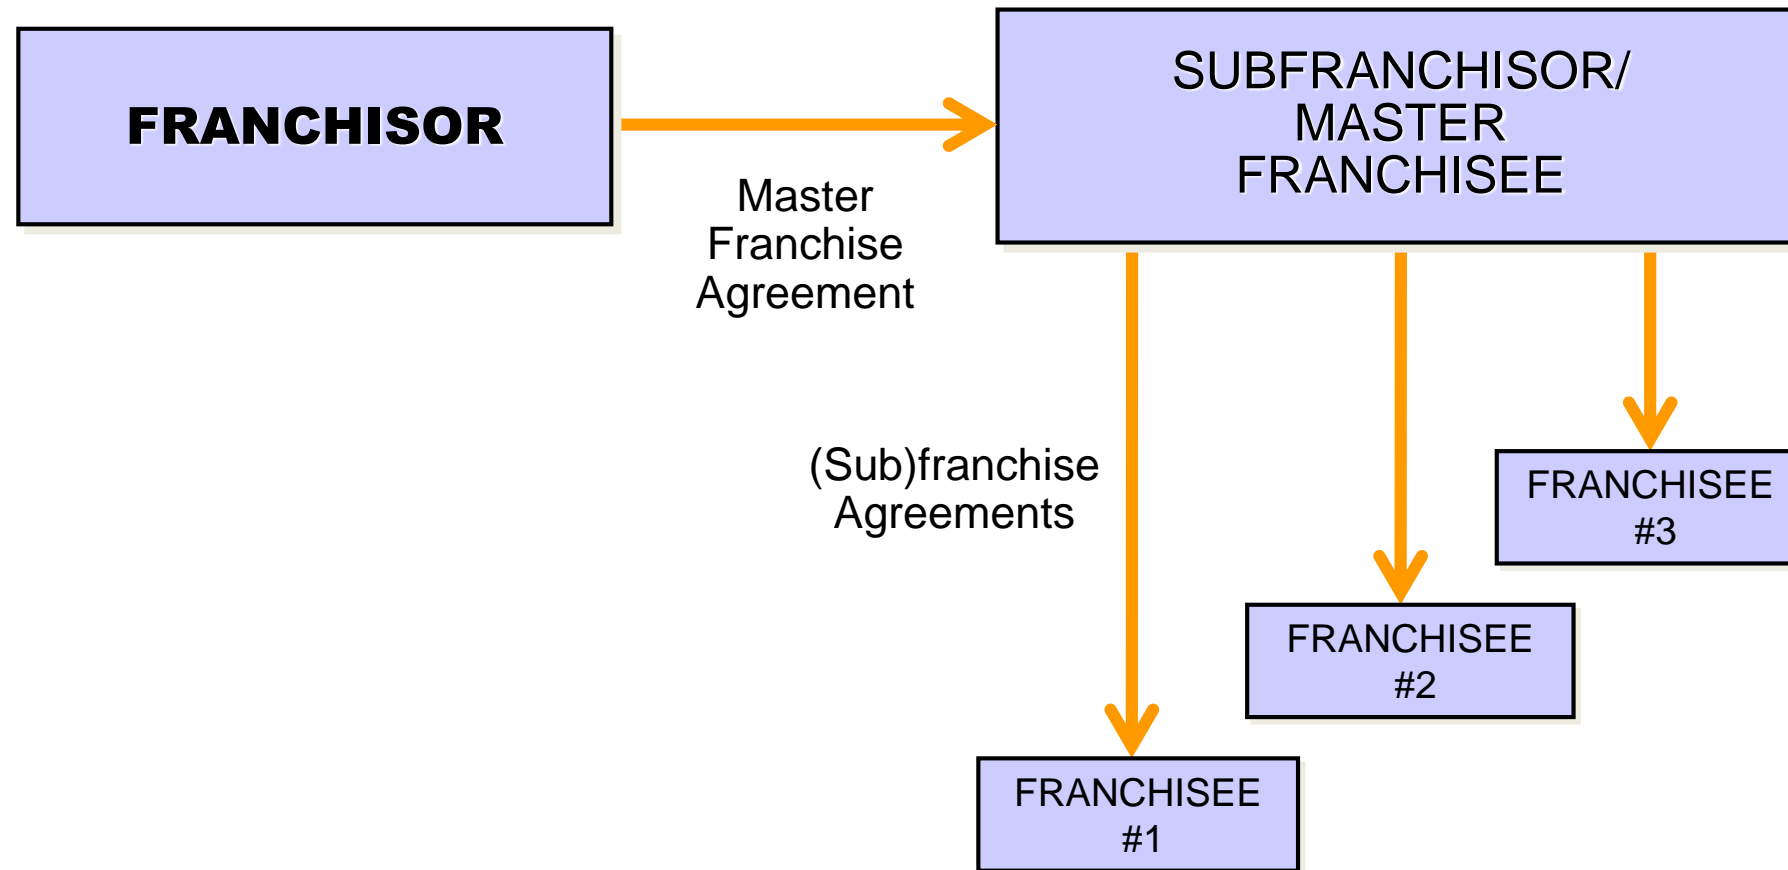 FRANCHISOR
SUBFRANCHISOR/
MASTER
FRANCHISEE
Master
Franchise
Agreement
(Sub)franchise
Agreements
FRANCHISEE
#3
FRANCHISEE
#2
FRANCHISEE
#1